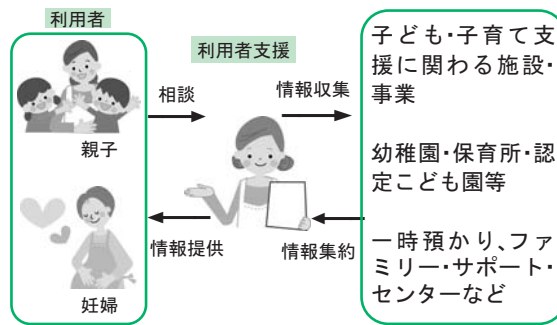 利用者
親子
妊婦
利用者支援
相談
情報収集
情報提供
情報集約
子ども・子育て支
援に関わる施設・
事業
幼稚園・保育所・認
定こども園等
一時預かり、ファ
ミリー・サポート・
センターなど